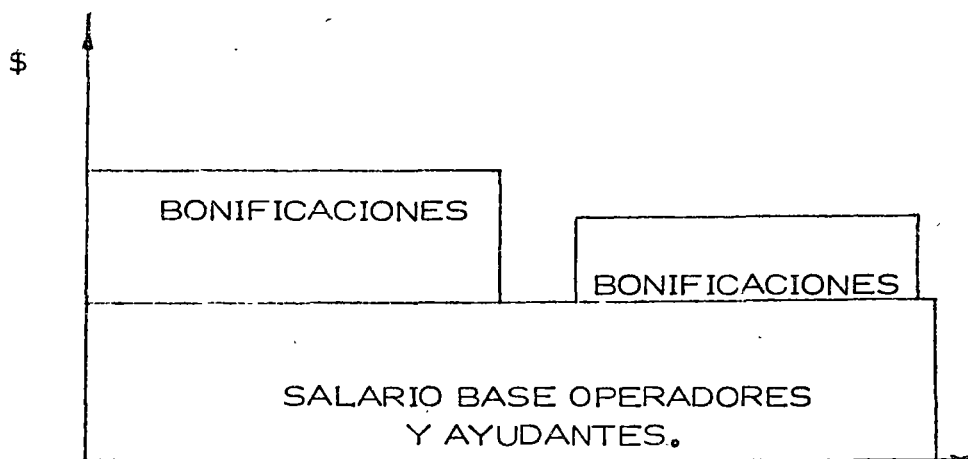 $
BONIFICACIONES
BONIFICACIONES
SALARIO BASE OPERADORES
Y AYUDANTES.